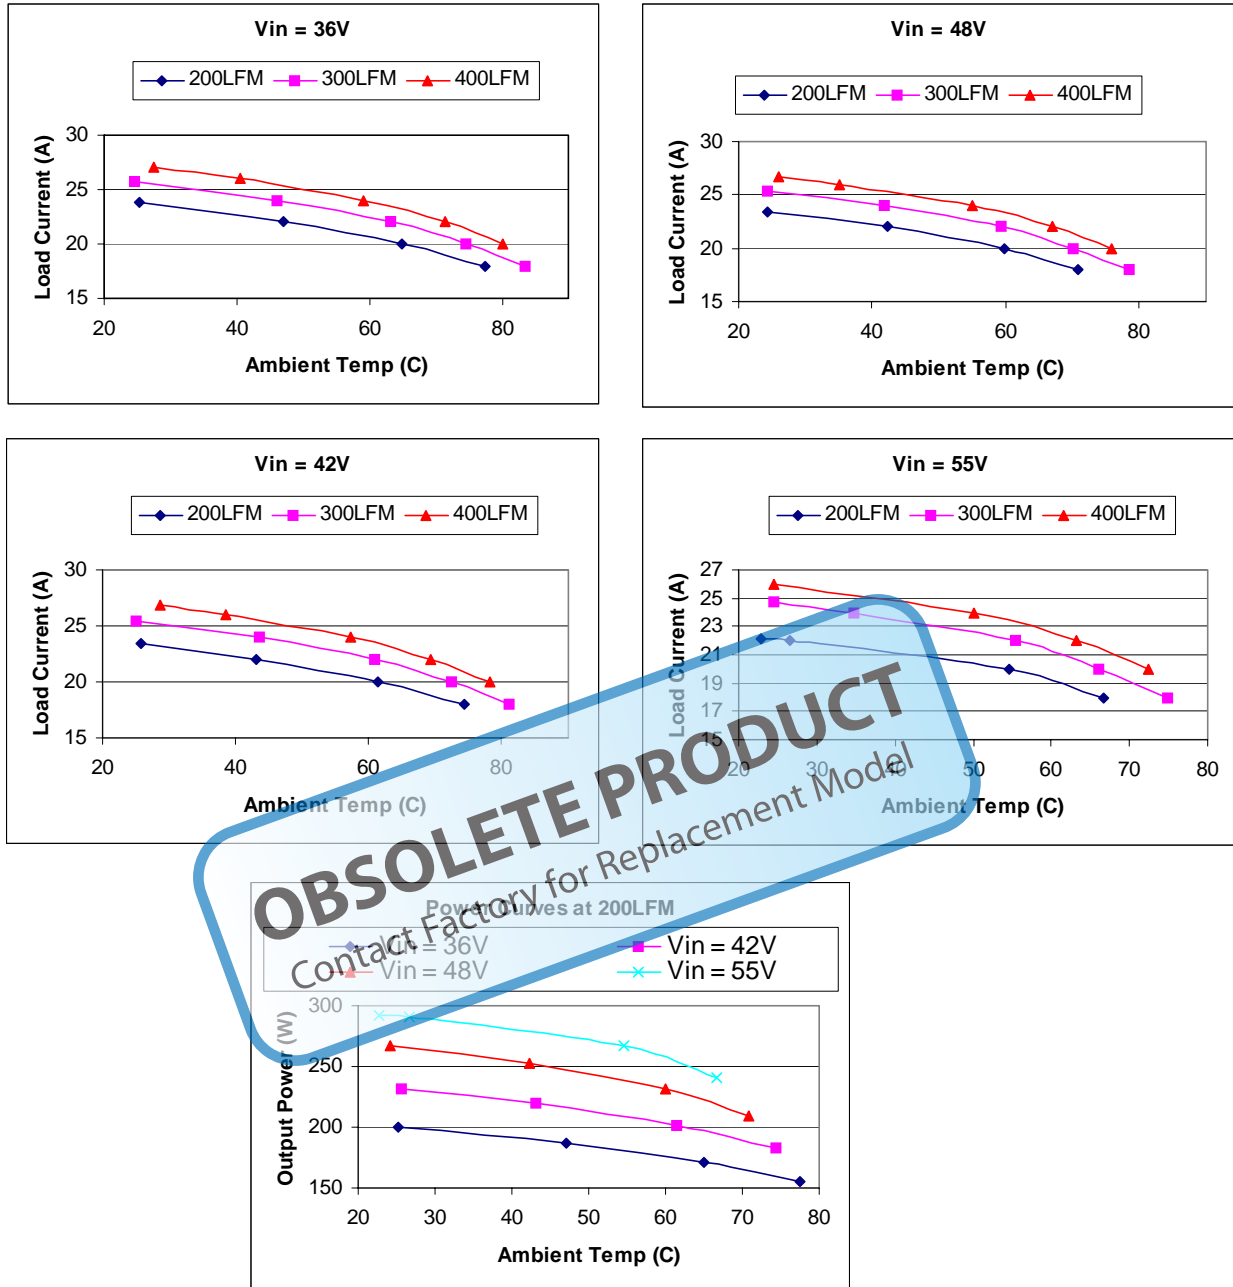 Vin = 36V
200LFM 300LFM 400LFM
Load Current (A)
30
25
20
15
20 40 60 80
Ambient Temp (C)
Vin = 48V
200LFM 300LFM 400LFM
Load Current (A)
30
25
20
15
20 40 60 80
Ambient Temp (C)
Vin = 42V
200LFM 300LFM 400LFM
Load Current (A)
30
25
20
15
20 40 60 80
Ambient Temp (C)
Vin = 55V
200LFM 300LFM 400LFM
Load Current (A)
27
25
23
21
19
17
15
20 30 40 50 60 70 80
Ambient Temp (C)
OBSOLETE PRODUCT
Contact Factory for Replacement Model
Power Curves at 200LFM
Vin = 36V Vin = 42V
Vin = 48V Vin = 55V
Output Power (W)
300
250
200
150
20 30 40 50 60 70 80
Ambient Temp (C)